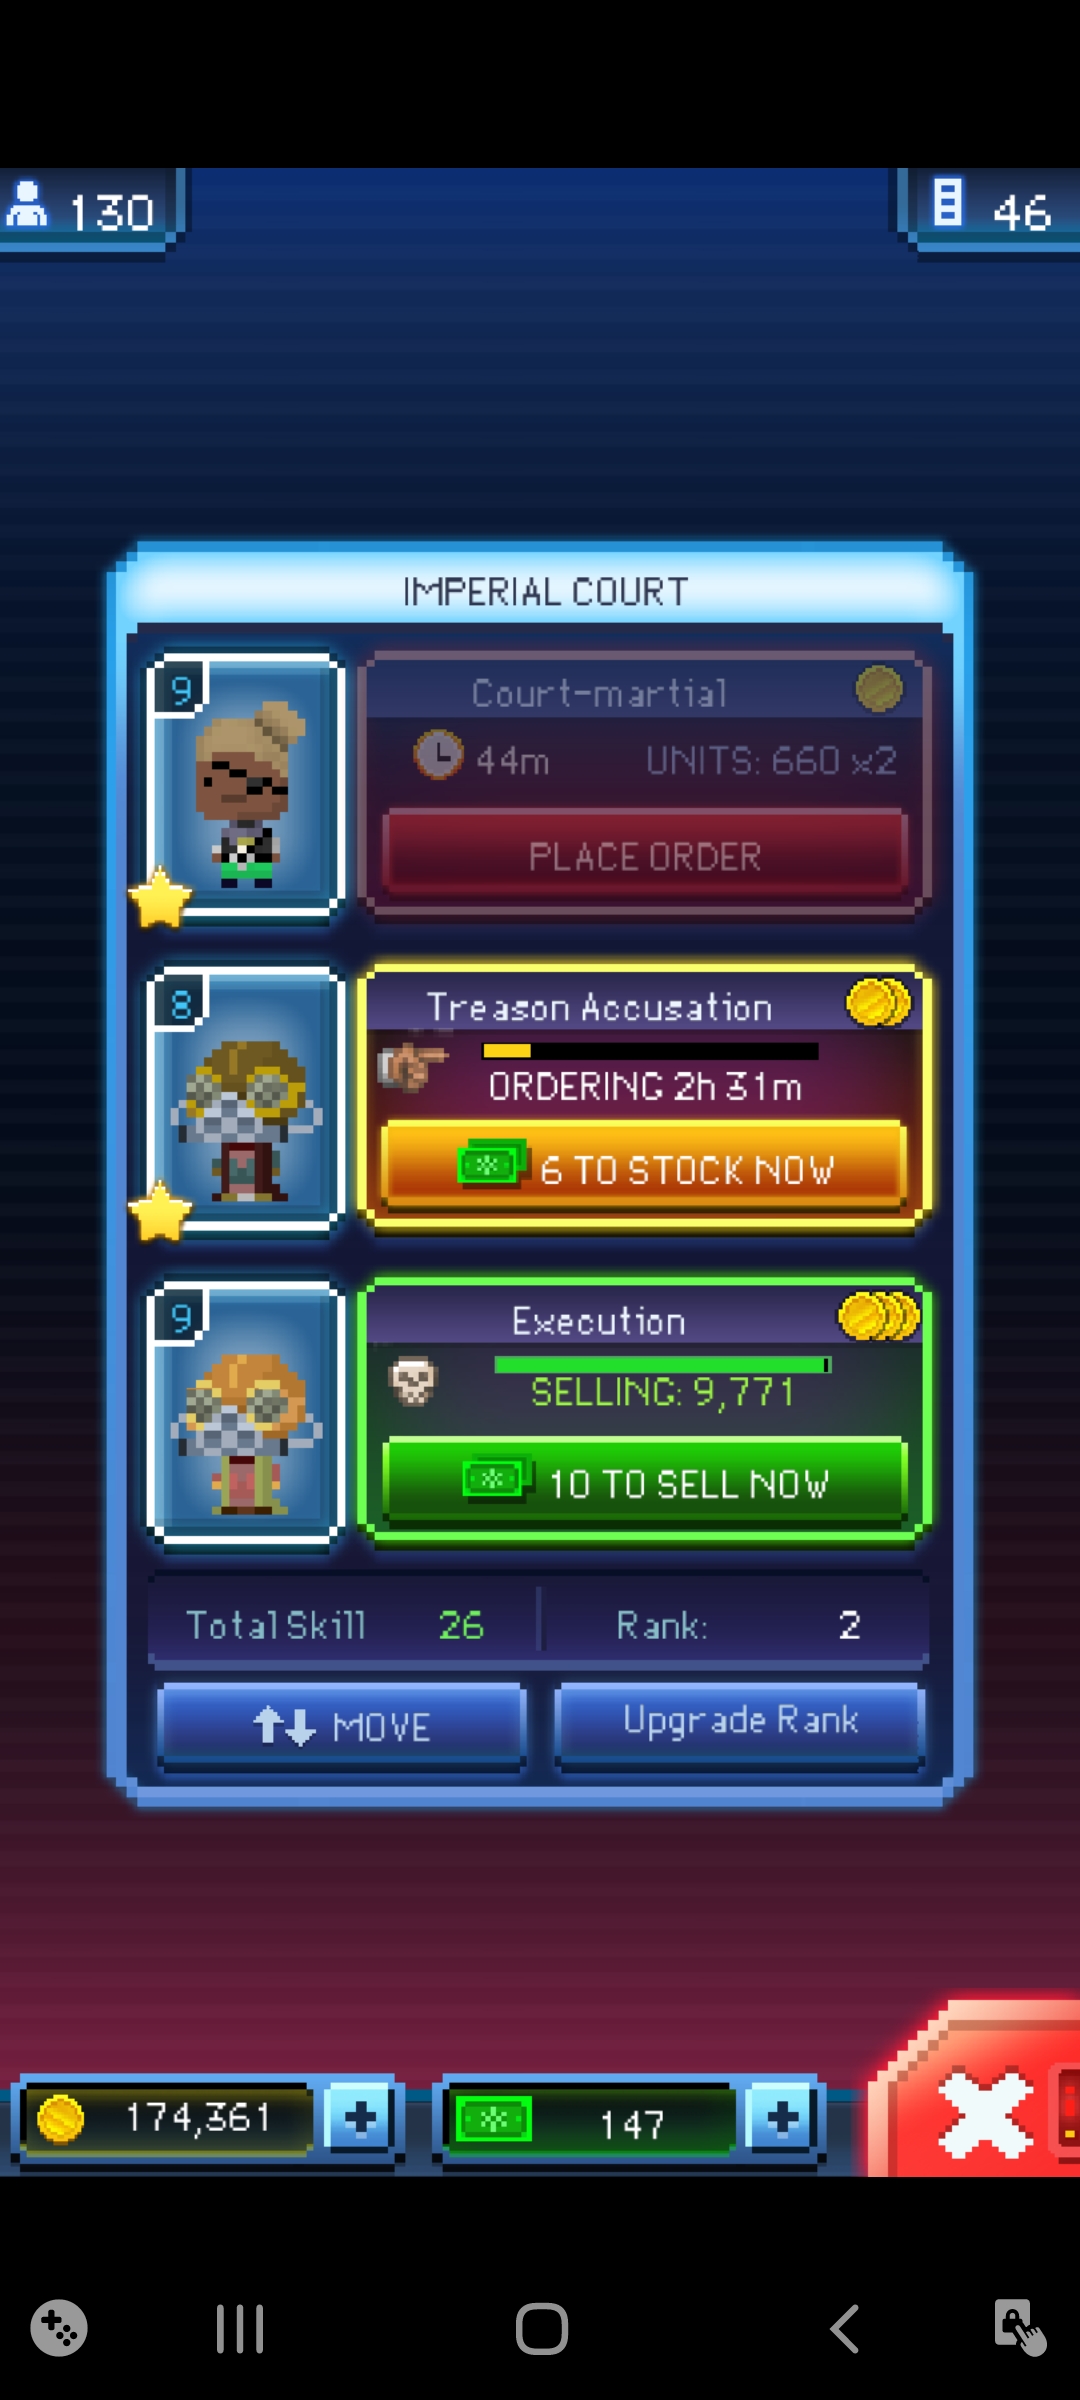 130
46
IMPERIAL COURT
9
Court-martial
44m UNITS: 660 x2
PLACE ORDER
8
Treason Accusation
ORDERING 2h 31m
6 TO STOCK NOW
9
Execution
SELLING: 9,771
10 TO SELL NOW
Total Skill 26 Rank: 2
MOVE Upgrade Rank
174,361 + 147 +